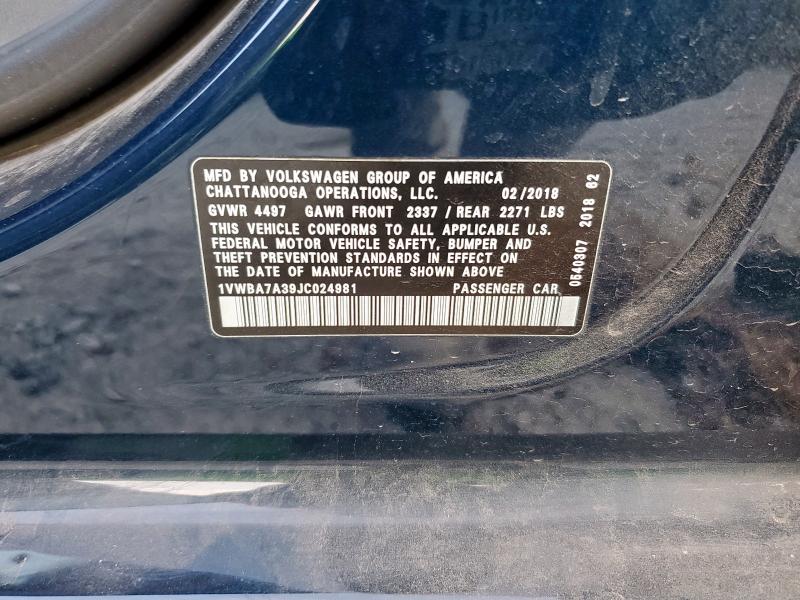 MFD BY VOLKSWAGEN GROUP OF AMERICA
CHATTANOOGA OPERATIONS, LLC. 02/2018
GVWR 4497 GAWR FRONT 2337 / REAR 2271 LBS
THIS VEHICLE CONFORMS TO ALL APPLICABLE U.S.
FEDERAL MOTOR VEHICLE SAFETY, BUMPER AND
THEFT PREVENTION STANDARDS IN EFFECT ON
THE DATE OF MANUFACTURE SHOWN ABOVE
1VWBA7A39JC024981 PASSENGER CAR
0540307 2018 62